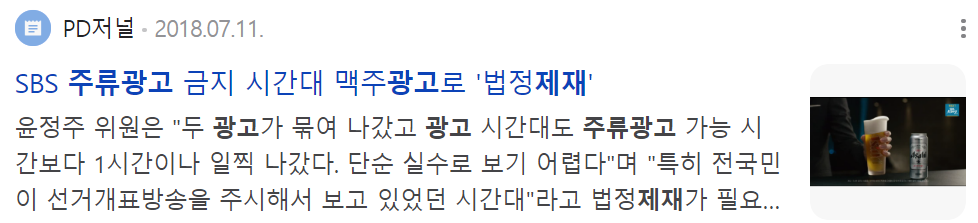 PD저널 · 2018.07.11.
SBS 주류광고 금지 시간대 맥주광고로 '법정제재'
윤정주 위원은 "두 광고가 묶여 나갔고 광고 시간대도 주류광고 가능 시
간보다 1시간이나 일찍 나갔다. 단순 실수로 보기 어렵다"며 "특히 전국민
이 선거개표방송을 주시해서 보고 있었던 시간대"라고 법정제재가 필요...